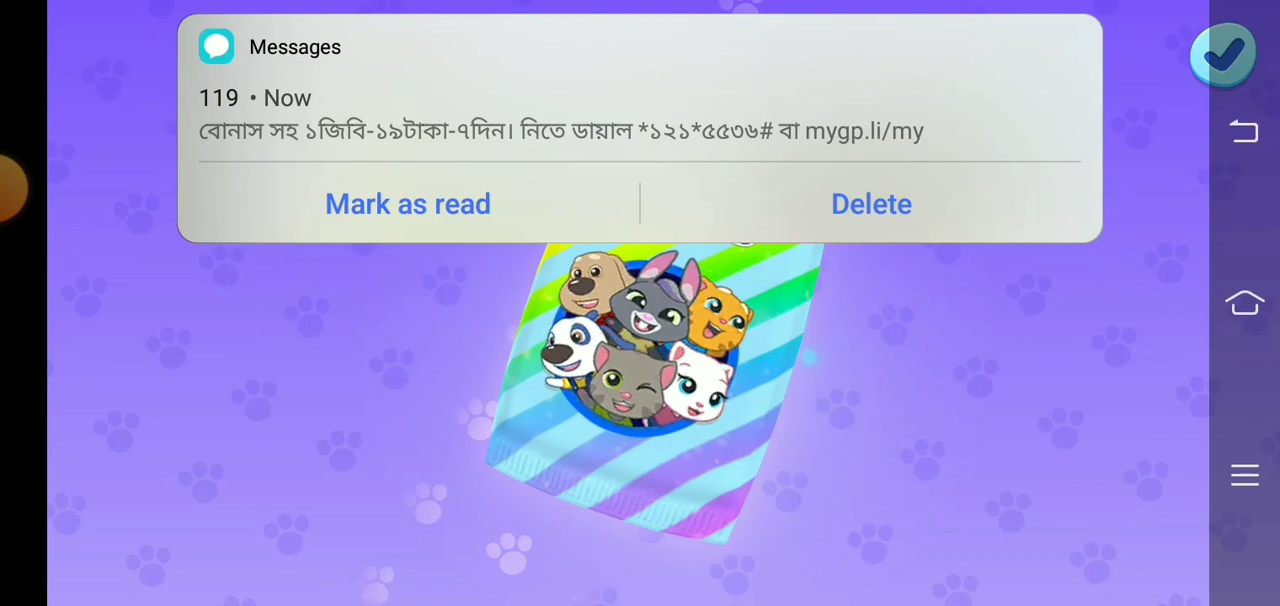 Messages
119 • Now
বোনাস সহ ১জিবি-১৯টাকা-৭দিন। নিতে ডায়াল *১২১*৫৫৩৬# বা mygp.li/my
Mark as read
Delete